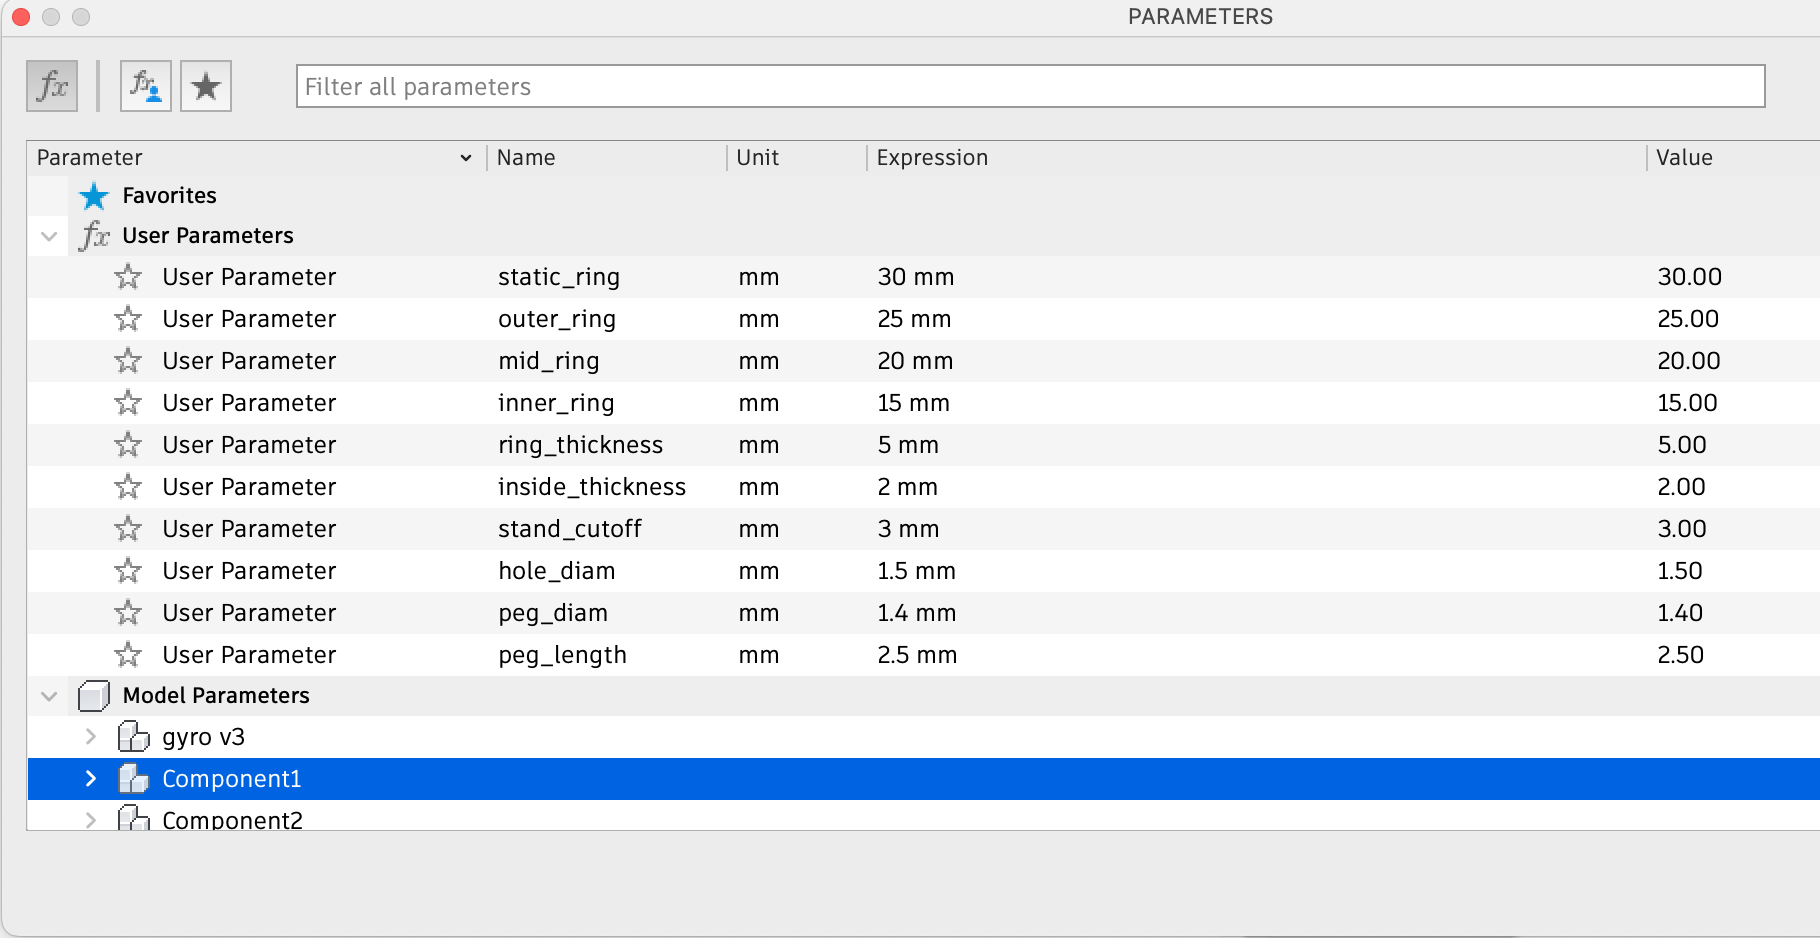 PARAMETERS
fx fx Filter all parameters
Parameter Name Unit Expression Value
Favorites
fx User Parameters
User Parameter static_ring mm 30 mm 30.00
User Parameter outer_ring mm 25 mm 25.00
User Parameter mid_ring mm 20 mm 20.00
User Parameter inner_ring mm 15 mm 15.00
User Parameter ring_thickness mm 5 mm 5.00
User Parameter inside_thickness mm 2 mm 2.00
User Parameter stand_cutoff mm 3 mm 3.00
User Parameter hole_diam mm 1.5 mm 1.50
User Parameter peg_diam mm 1.4 mm 1.40
User Parameter peg_length mm 2.5 mm 2.50
Model Parameters
gyro v3
Component1
Component2